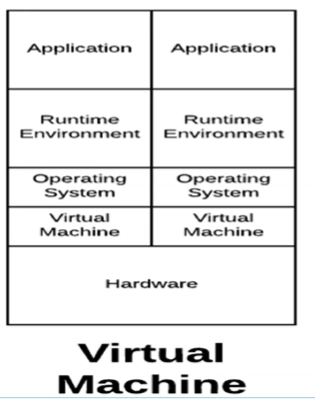 Application
Application
Runtime
Environment
Runtime
Environment
Operating
System
Operating
System
Virtual
Machine
Virtual
Machine
Hardware
Virtual
Machine